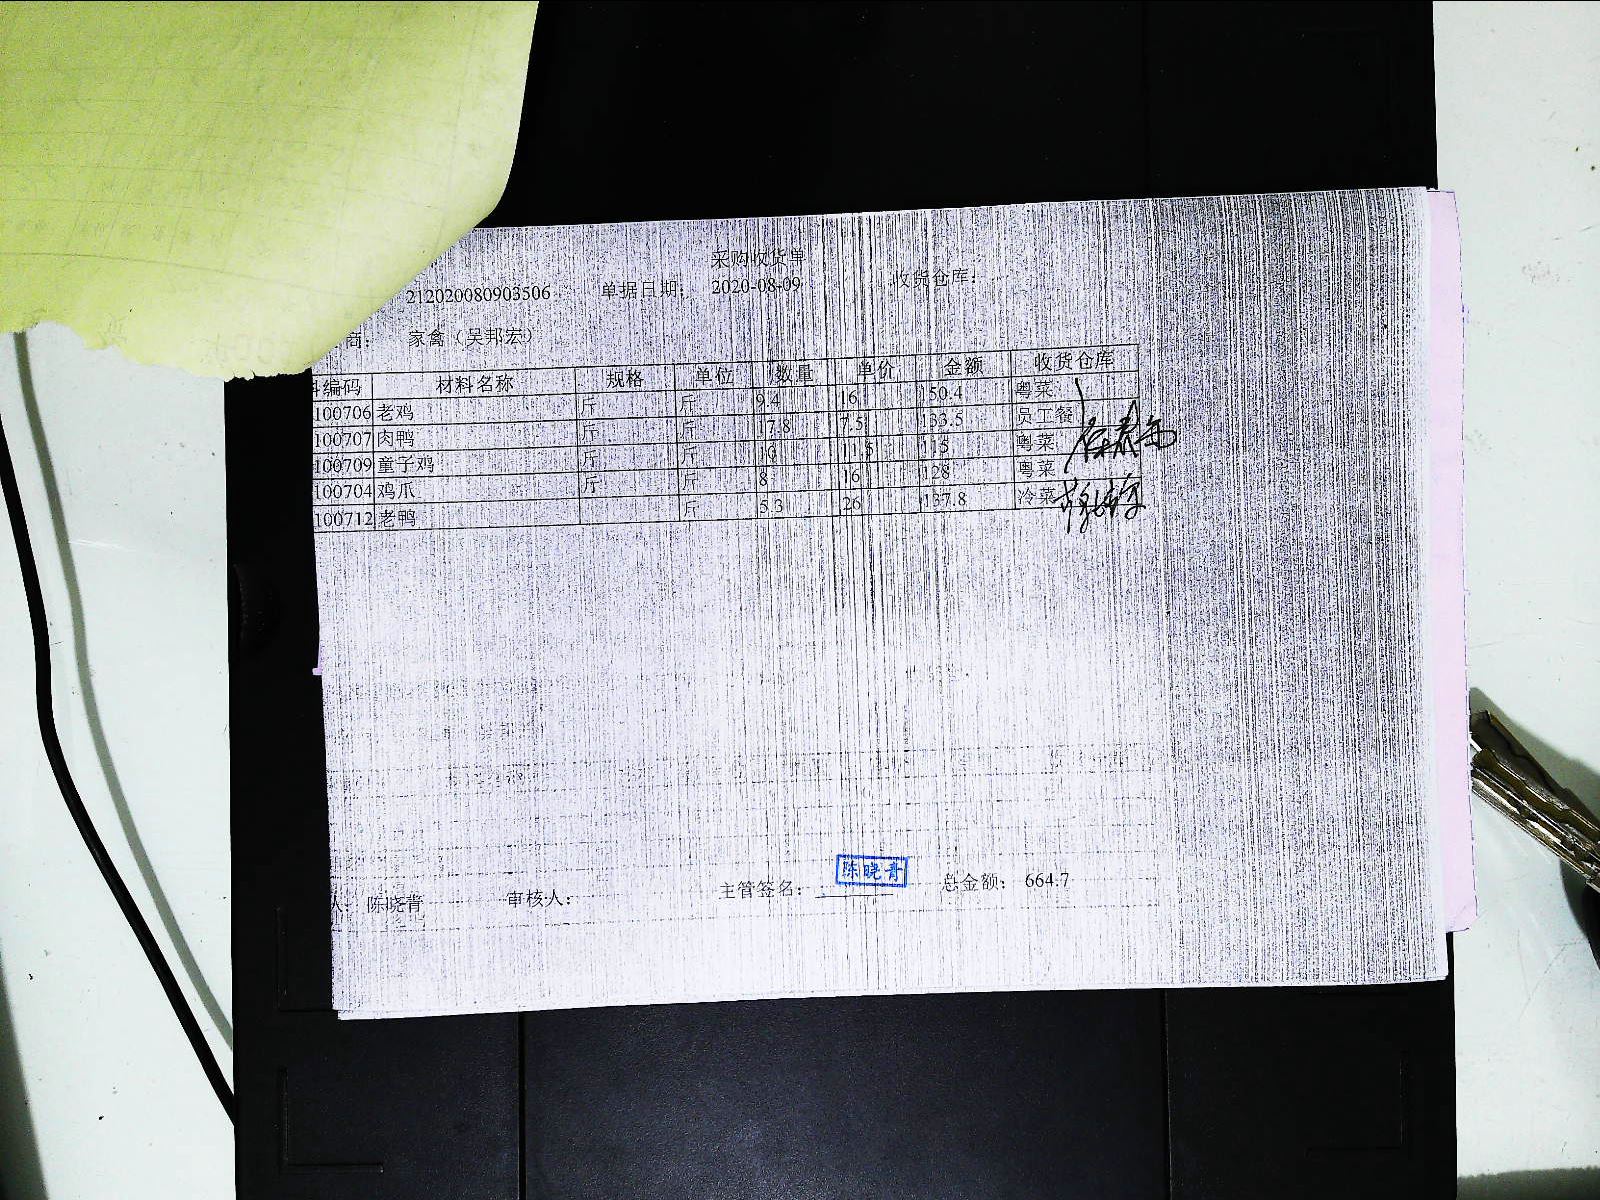 采购收货单
212020080903506 单据日期： 2020-08-09 收货仓库：
商： 家禽（吴邦宏）
编码 材料名称 规格 单位 数量 单价 金额 收货仓库
100706 老鸡 斤 斤 9.4 16 150.4 粤菜
100707 肉鸭 斤 斤 17.8 7.5 133.5 员工餐
100709 童子鸡 斤 斤 10 11.5 115 粤菜
100704 鸡爪 斤 斤 8 16 128 粤菜
100712 老鸭 斤 5.3 26 137.8 冷菜
人： 陈晓青 审核人： 主管签名： 陈晓青 总金额： 664.7